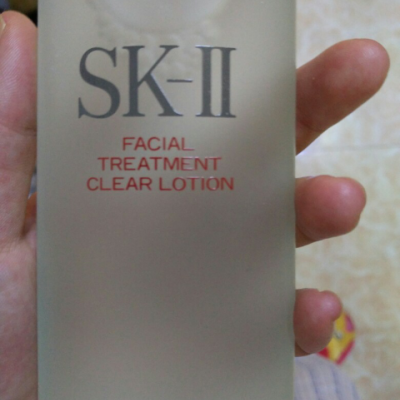 SK-II
FACIAL
TREATMENT
CLEAR LOTION